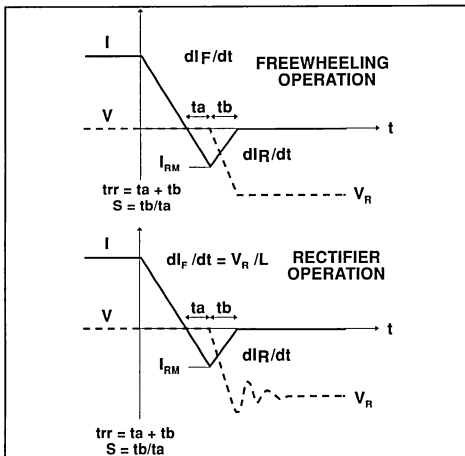 I
dIF/dt
FREEWHEELING
OPERATION
ta tb
V
t
IRM
dIR/dt
trr = ta + tb
S = tb/ta
VR
I
dIF/dt = VR/L
RECTIFIER
OPERATION
ta tb
V
t
IRM
dIR/dt
VR
trr = ta + tb
S = tb/ta